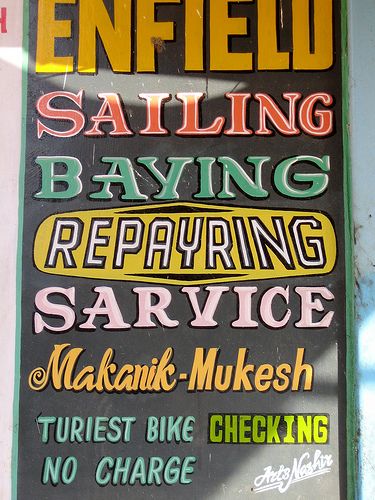 ENFIELD
SAILING
BAYING
REPAYRING
SARVICE
Makanik-Mukesh
TURIEST BIKE CHECKING
NO CHARGE
Arts Nashir